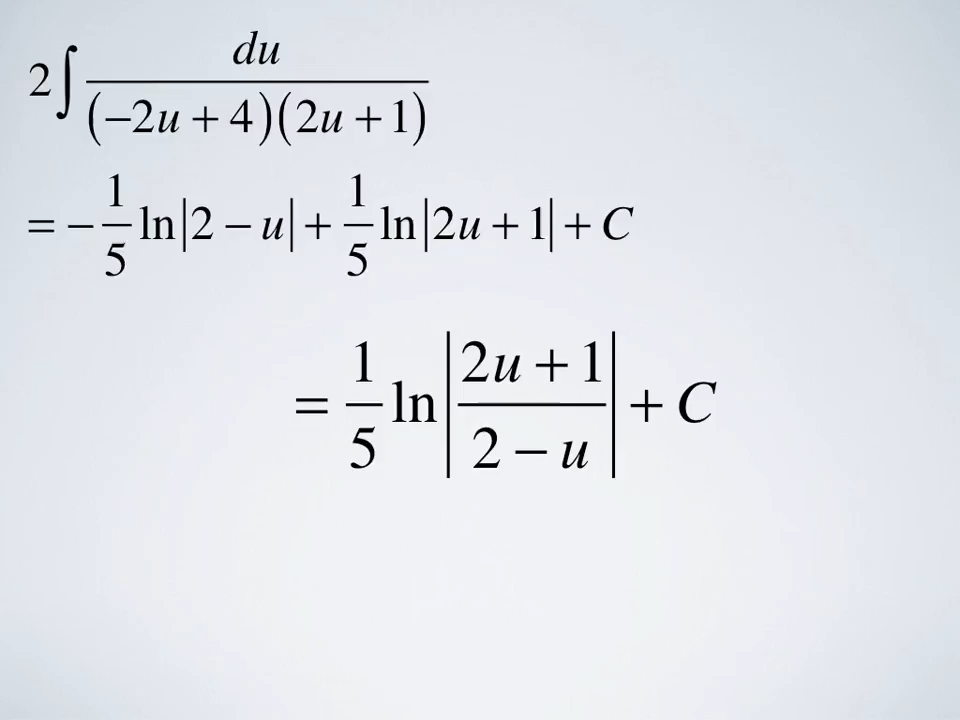 2∫ du/((−2u + 4)(2u + 1))
= −1/5 ln|2 − u| + 1/5 ln|2u + 1| + C
= 1/5 ln|(2u + 1)/(2 − u)| + C